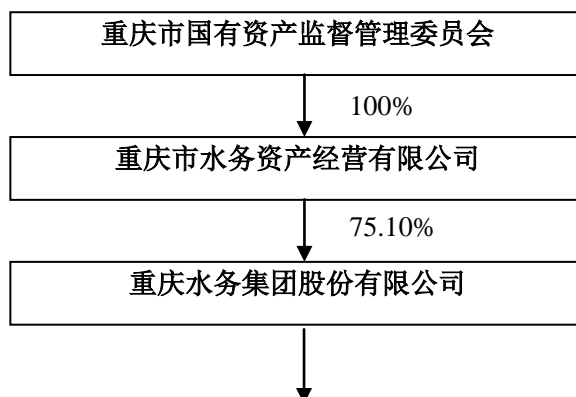 重庆市国有资产监督管理委员会
100%
重庆市水务资产经营有限公司
75.10%
重庆水务集团股份有限公司